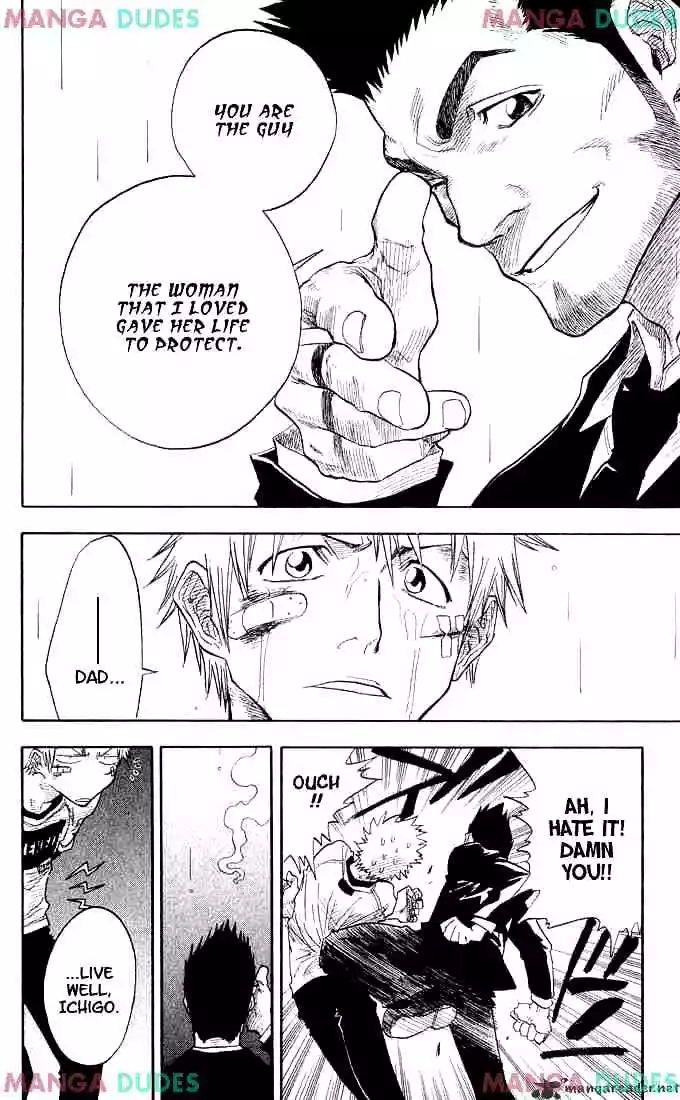 MANGA DUDES
MANGA DUDES
YOU ARE
THE GUY
THE WOMAN
THAT I LOVED
GAVE HER LIFE
TO PROTECT.
DAD...
AH, I
HATE IT!
DAMN
YOU!!
OUCH
!!
...LIVE
WELL,
ICHIGO.
MANGA DUDES
MANGA DUDES
mangareader.net